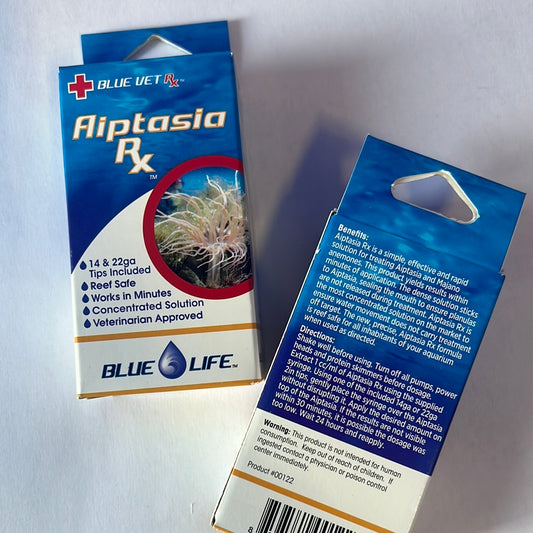 BLUE VET Rx™
Aiptasia
Rx™
14 & 22ga
Tips Included
Reef Safe
Works in Minutes
Concentrated Solution
Veterinarian Approved
BLUE LIFE™
Benefits:
Aiptasia Rx is a simple, effective and rapid
solution for treating Aiptasia and Majano
anemones. This product yields results within
minutes of application. The dense solution sticks
to Aiptasia, sealing the mouth to ensure planulas
are not released during treatment. Aiptasia Rx is
the most concentrated solution on the market to
ensure water movement does not carry treatment
off target. The new, precise, Aiptasia Rx formula
is reef safe for all inhabitants of your aquarium
when used as directed.
Directions:
Shake well before using. Turn off all pumps, power
heads and protein skimmers before dosage.
Extract 1 cc/ml of Aiptasia Rx using the supplied
syringe. Using one of the included 14ga or 22ga
2in tips, gently place the syringe over the Aiptasia
without disrupting it. Apply the desired amount on
top of the Aiptasia. If the results are not visible
within 30 minutes, it is possible the dosage was
too low. Wait 24 hours and reapply.
Warning: This product is not intended for human
consumption. Keep out of reach of children. If
ingested contact a physician or poison control
center immediately.
Product #00122
8